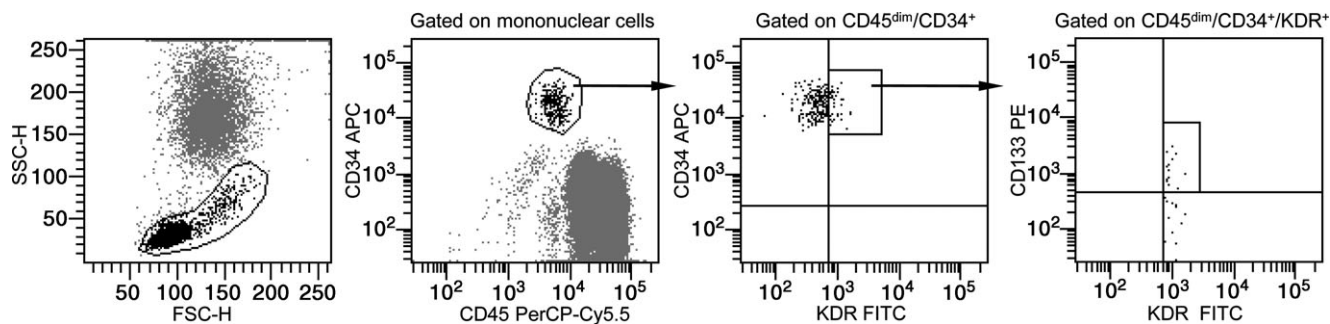 Gated on mononuclear cells
Gated on CD45dim/CD34+
Gated on CD45dim/CD34+/KDR+
SSC-H
250
200
150
100
50
50 100 150 200 250
FSC-H
CD34 APC
10⁵
10⁴
10³
10²
10² 10³ 10⁴ 10⁵
CD45 PerCP-Cy5.5
CD34 APC
10⁵
10⁴
10³
10²
10² 10³ 10⁴ 10⁵
KDR FITC
CD133 PE
10⁵
10⁴
10³
10²
10² 10³ 10⁴ 10⁵
KDR FITC